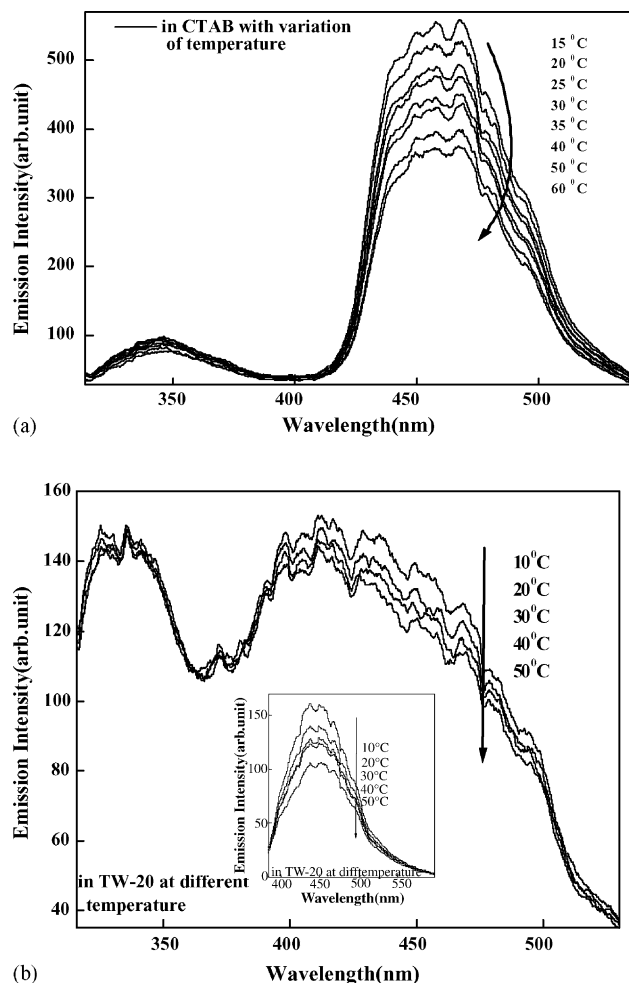 in CTAB with variation
of temperature
500
400
300
200
100
15 °C
20 °C
25 °C
30 °C
35 °C
40 °C
50 °C
60 °C
Emission Intensity(arb.unit)
350
400
450
500
Wavelength(nm)
(a)
160
140
120
100
80
60
40
10°C
20°C
30°C
40°C
50°C
Emission Intensity(arb.unit)
150
100
50
0
Emission Intensity(arb.unit)
10°C
20°C
30°C
40°C
50°C
in TW-20 at diff temperature
400
450
500
550
Wavelength(nm)
in TW-20 at different
temperature
350
400
450
500
Wavelength(nm)
(b)